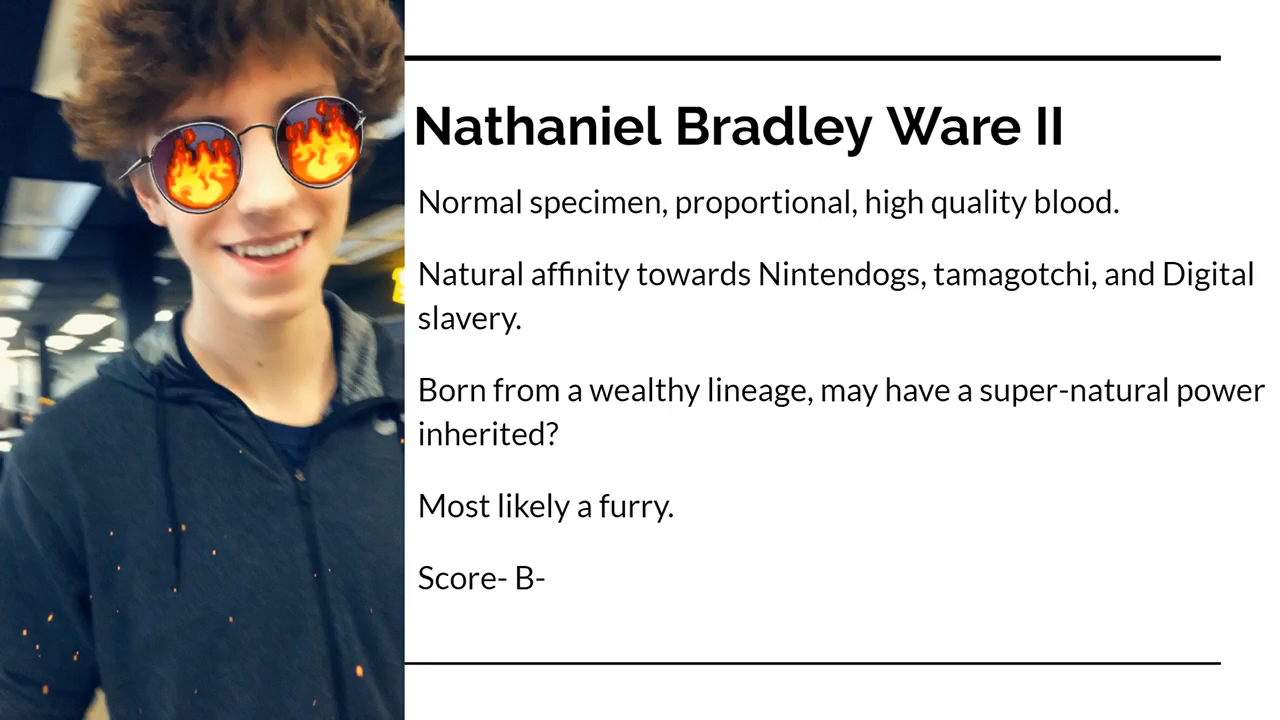 Nathaniel Bradley Ware II
Normal specimen, proportional, high quality blood.
Natural affinity towards Nintendogs, tamagotchi, and Digital
slavery.
Born from a wealthy lineage, may have a super-natural power
inherited?
Most likely a furry.
Score- B-